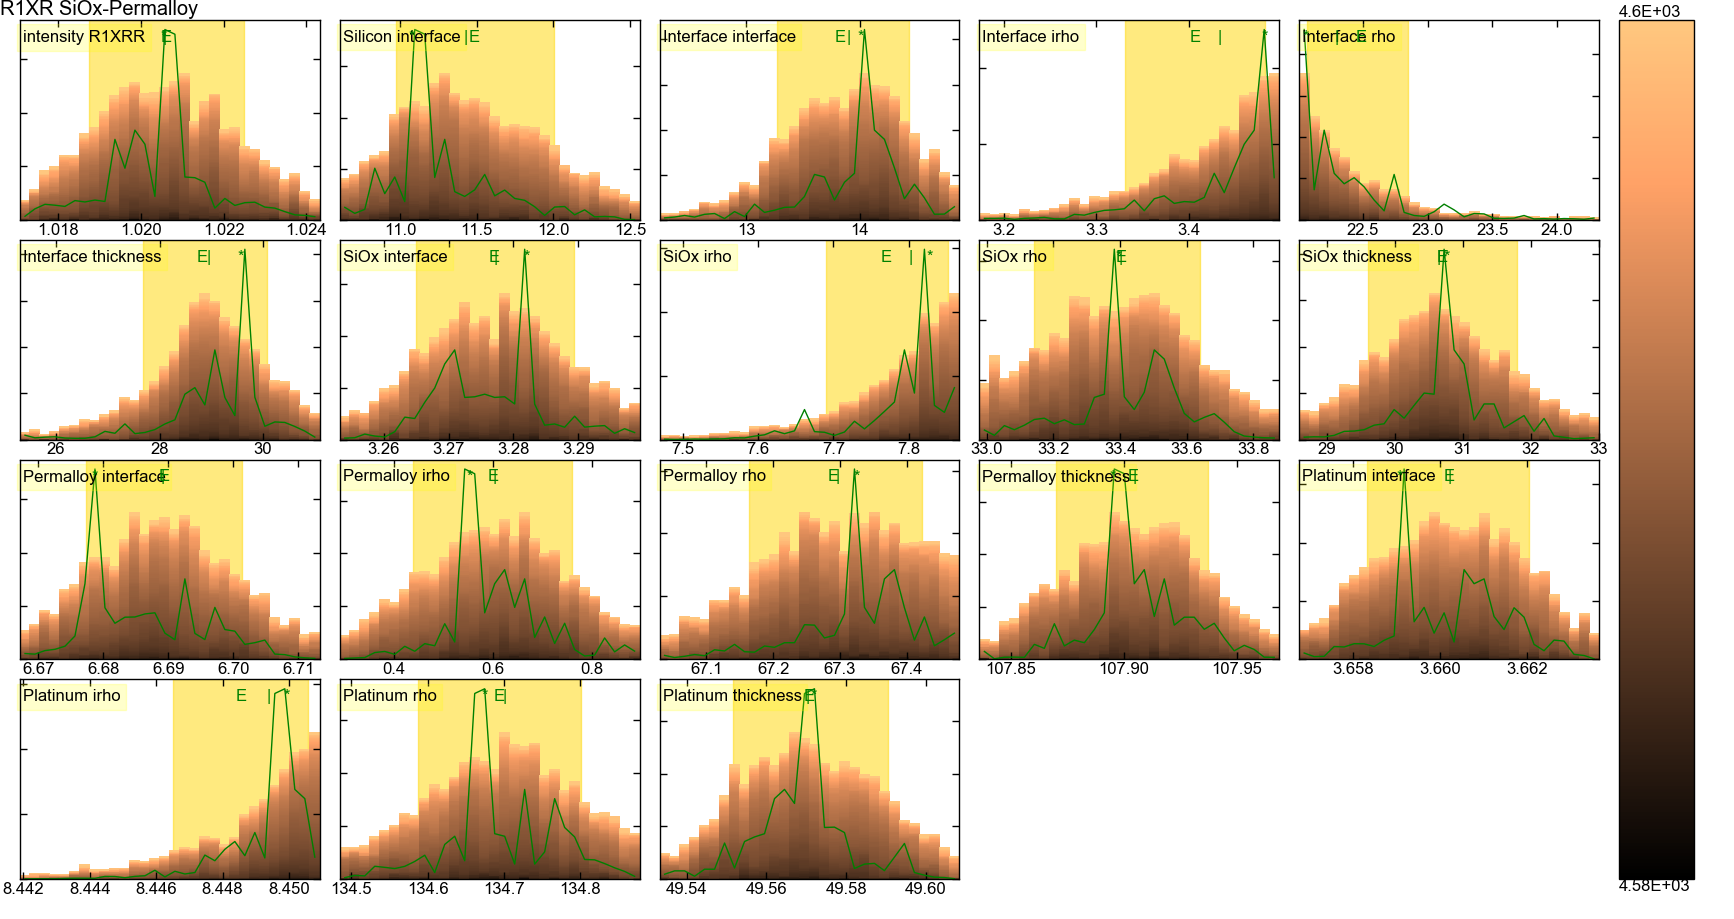 R1XR SiOx-Permalloy
4.6E+03
intensity R1XRR E
Silicon interface |E
Interface interface E| *
Interface irho E | *
Interface rho * | E
1.018 1.020 1.022 1.024
11.0 11.5 12.0 12.5
13 14
3.2 3.3 3.4
22.5 23.0 23.5 24.0
Interface thickness E| *
SiOx interface E| *
SiOx irho E | *
SiOx rho E
SiOx thickness E
26 28 30
3.26 3.27 3.28 3.29
7.5 7.6 7.7 7.8
33.0 33.2 33.4 33.6 33.8
29 30 31 32 33
Permalloy interface * E
Permalloy irho * E|
Permalloy rho E| *
Permalloy thickness * E|
Platinum interface * E|
6.67 6.68 6.69 6.70 6.71
0.4 0.6 0.8
67.1 67.2 67.3 67.4
107.85 107.90 107.95
3.658 3.660 3.662
Platinum irho E | *
Platinum rho * E|
Platinum thickness E
8.442 8.444 8.446 8.448 8.450
134.5 134.6 134.7 134.8
49.54 49.56 49.58 49.60
4.58E+03